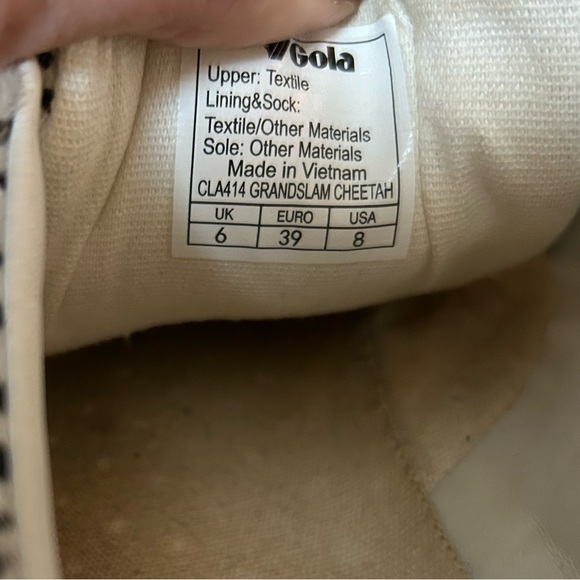 Gola
Upper: Textile
Lining&Sock:
Textile/Other Materials
Sole: Other Materials
Made in Vietnam
CLA414 GRANDSLAM CHEETAH
UK EURO USA
6 39 8